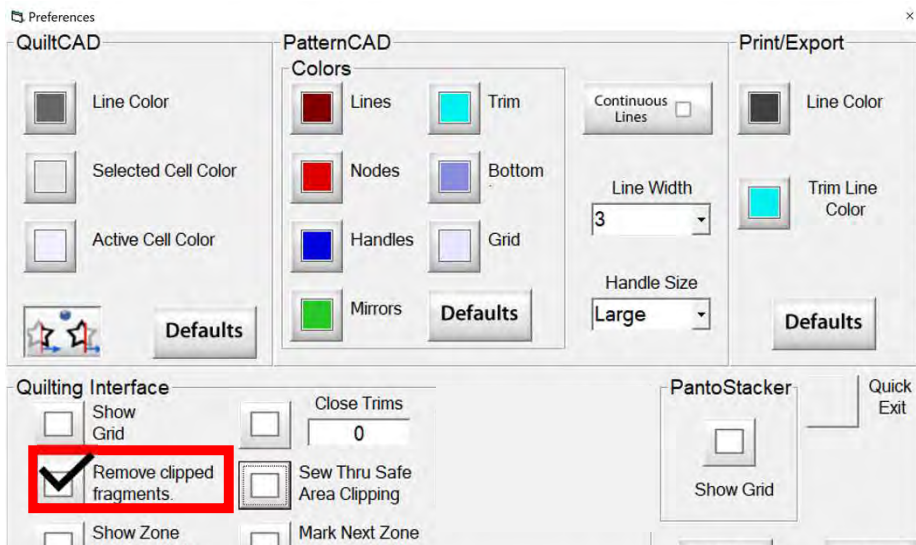 Preferences
QuiltCAD
PatternCAD
Print/Export
Colors
Line Color
Lines
Trim
Continuous
Lines
Line Color
Selected Cell Color
Nodes
Bottom
Line Width
3
Trim Line
Color
Active Cell Color
Handles
Grid
Handle Size
Large
Mirrors
Defaults
Defaults
Defaults
Quilting Interface
Show
Grid
Close Trims
0
PantoStacker
Quick
Exit
Remove clipped
fragments.
Sew Thru Safe
Area Clipping
Show Grid
Show Zone
Mark Next Zone